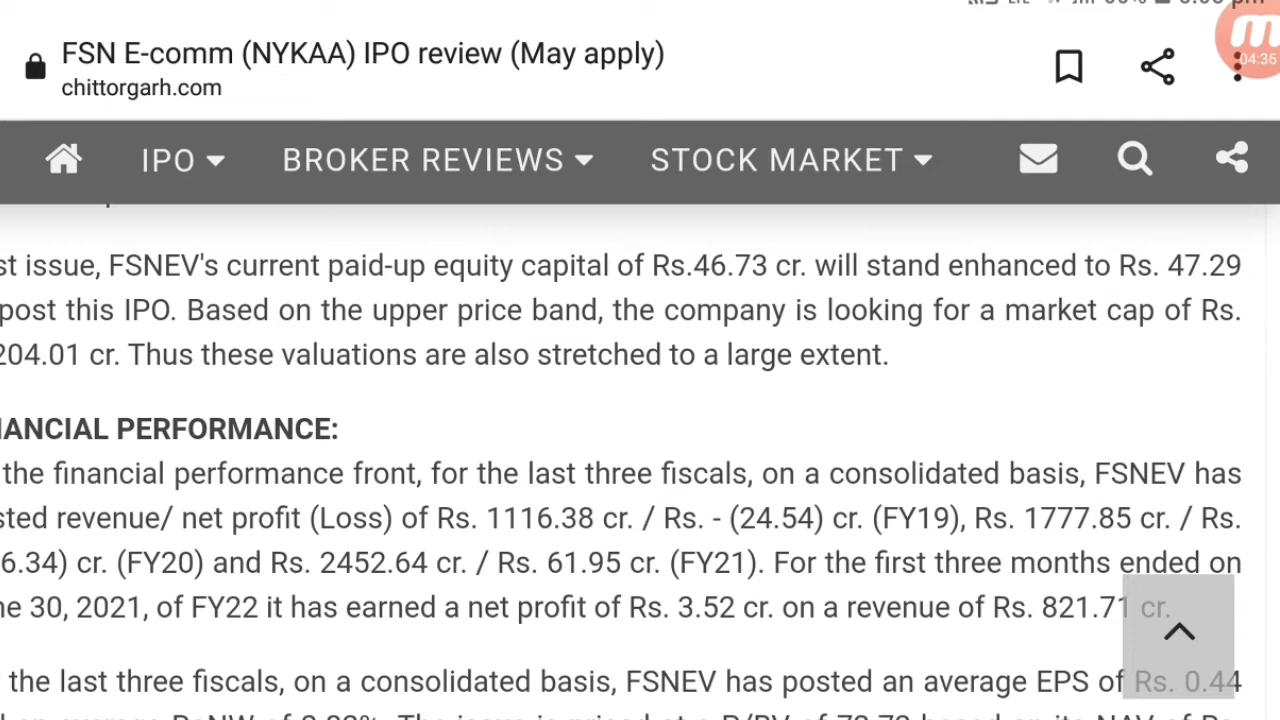 FSN E-comm (NYKAA) IPO review (May apply)
chittorgarh.com
04:36
IPO BROKER REVIEWS STOCK MARKET
st issue, FSNEV's current paid-up equity capital of Rs.46.73 cr. will stand enhanced to Rs. 47.29
post this IPO. Based on the upper price band, the company is looking for a market cap of Rs.
204.01 cr. Thus these valuations are also stretched to a large extent.
IANCIAL PERFORMANCE:
the financial performance front, for the last three fiscals, on a consolidated basis, FSNEV has
sted revenue/ net profit (Loss) of Rs. 1116.38 cr. / Rs. - (24.54) cr. (FY19), Rs. 1777.85 cr. / Rs.
6.34) cr. (FY20) and Rs. 2452.64 cr. / Rs. 61.95 cr. (FY21). For the first three months ended on
ne 30, 2021, of FY22 it has earned a net profit of Rs. 3.52 cr. on a revenue of Rs. 821.71 cr.
the last three fiscals, on a consolidated basis, FSNEV has posted an average EPS of Rs. 0.44